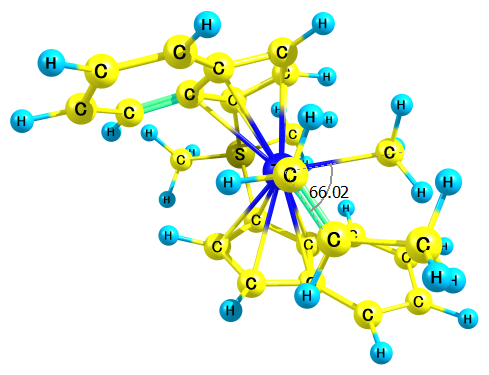 H H
C C
H C C C H
C C H
C C H H H
H
H H C
S C H C
C H H
66.02 H
H H
C
H C C C C C H
C
C C H H
H C
H C H
H